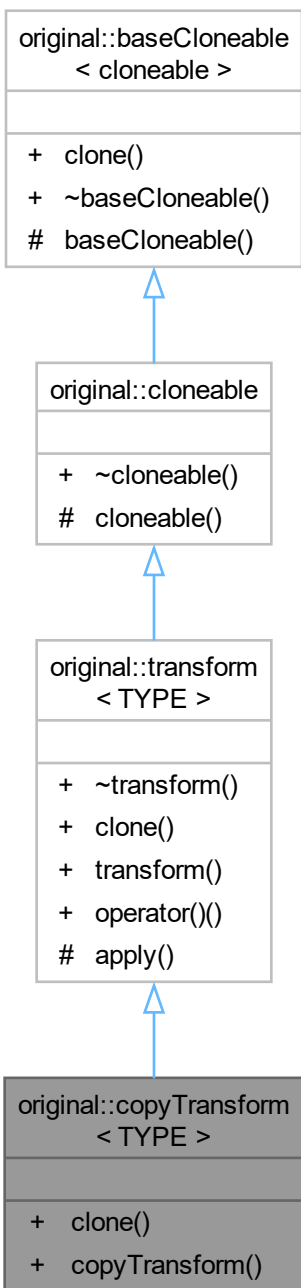 original::baseCloneable
< cloneable >
+ clone()
+ ~baseCloneable()
# baseCloneable()
original::cloneable
+ ~cloneable()
# cloneable()
original::transform
< TYPE >
+ ~transform()
+ clone()
+ transform()
+ operator()()
# apply()
original::copyTransform
< TYPE >
+ clone()
+ copyTransform()